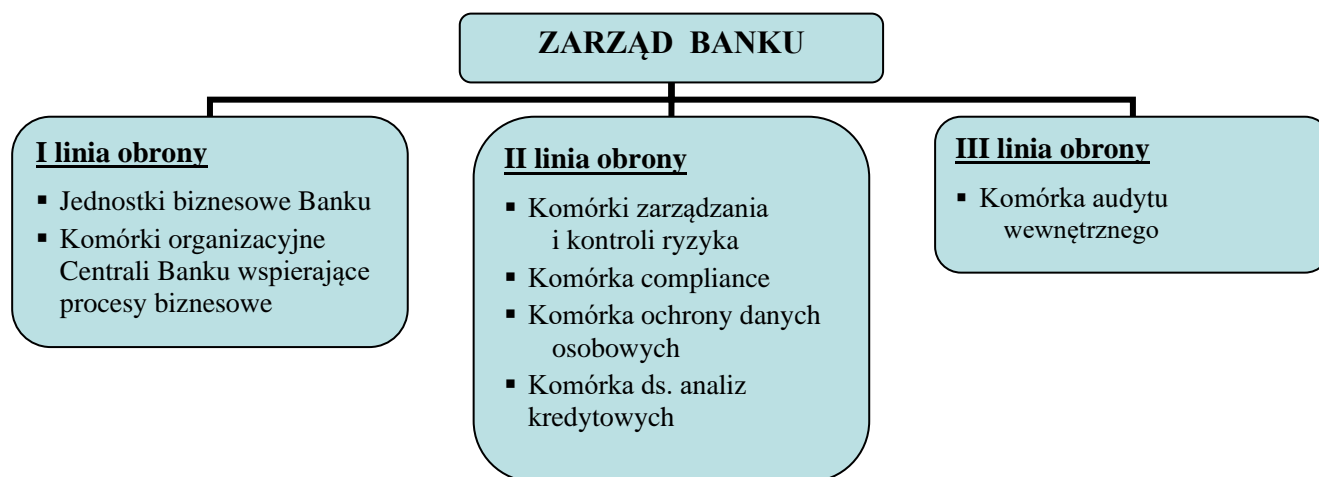 ZARZĄD BANKU
I linia obrony
▪ Jednostki biznesowe Banku
▪ Komórki organizacyjne
Centrali Banku wspierające
procesy biznesowe
II linia obrony
▪ Komórki zarządzania
i kontroli ryzyka
▪ Komórka compliance
▪ Komórka ochrony danych
osobowych
▪ Komórka ds. analiz
kredytowych
III linia obrony
▪ Komórka audytu
wewnętrznego